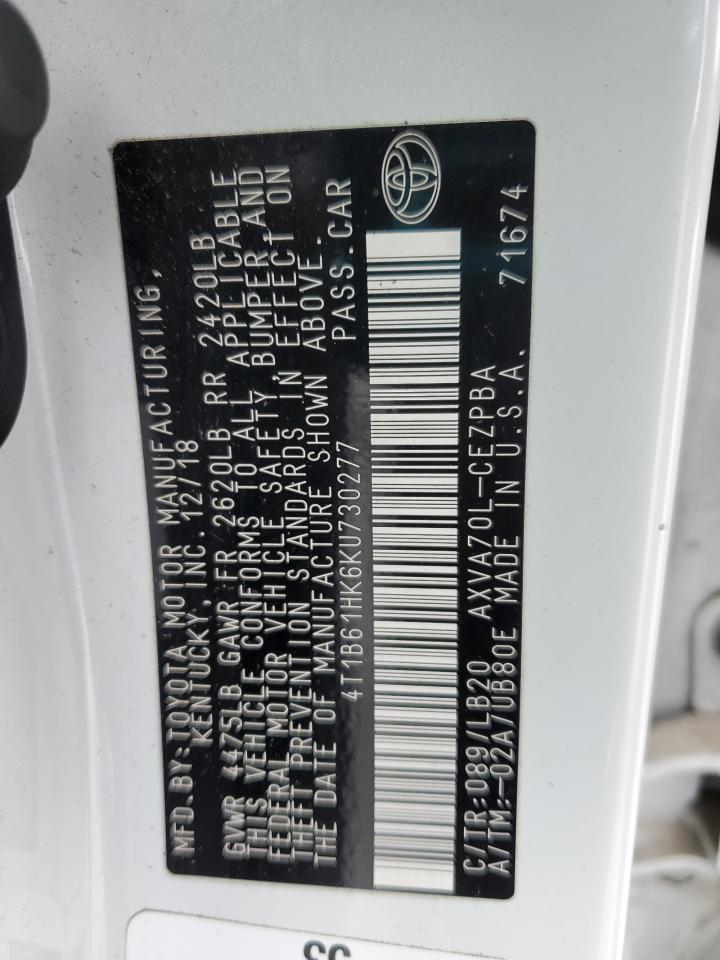 MFD.BY:TOYOTA MOTOR MANUFACTURING,
KENTUCKY, INC. 12/18
GVWR 4475LB GAWR FR 2620LB RR 2420LB
THIS VEHICLE CONFORMS TO ALL APPLICABLE
FEDERAL MOTOR VEHICLE SAFETY, BUMPER, AND
THEFT PREVENTION STANDARDS IN EFFECT ON
THE DATE OF MANUFACTURE SHOWN ABOVE.
4T1B61HK6KU730277 PASS.CAR
C/TR:089/LB20 AXVA70L-CEZPBA 71674
A/TM:-02A/UB80E MADE IN U.S.A.